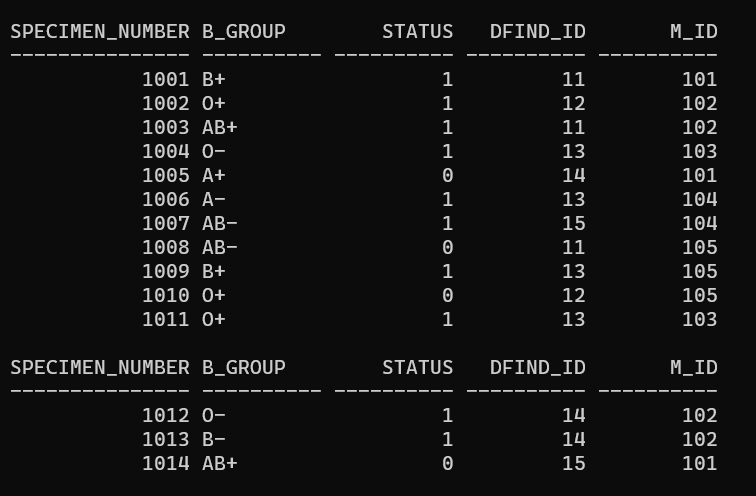 SPECIMEN_NUMBER B_GROUP        STATUS   DFIND_ID       M_ID
--------------- ---------- ---------- ---------- ----------
           1001 B+                  1         11        101
           1002 O+                  1         12        102
           1003 AB+                 1         11        102
           1004 O-                  1         13        103
           1005 A+                  0         14        101
           1006 A-                  1         13        104
           1007 AB-                 1         15        104
           1008 AB-                 0         11        105
           1009 B+                  1         13        105
           1010 O+                  0         12        105
           1011 O+                  1         13        103

SPECIMEN_NUMBER B_GROUP        STATUS   DFIND_ID       M_ID
--------------- ---------- ---------- ---------- ----------
           1012 O-                  1         14        102
           1013 B-                  1         14        102
           1014 AB+                 0         15        101